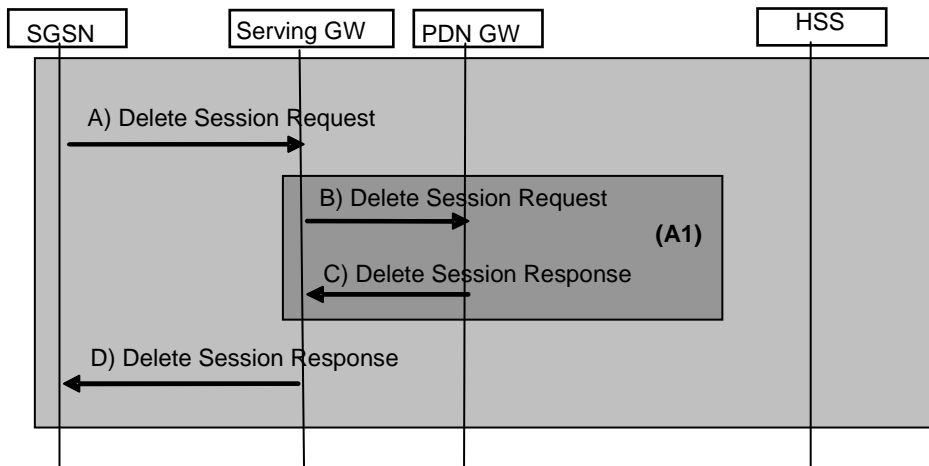 SGSN
Serving GW
PDN GW
HSS
A) Delete Session Request
B) Delete Session Request
(A1)
C) Delete Session Response
D) Delete Session Response